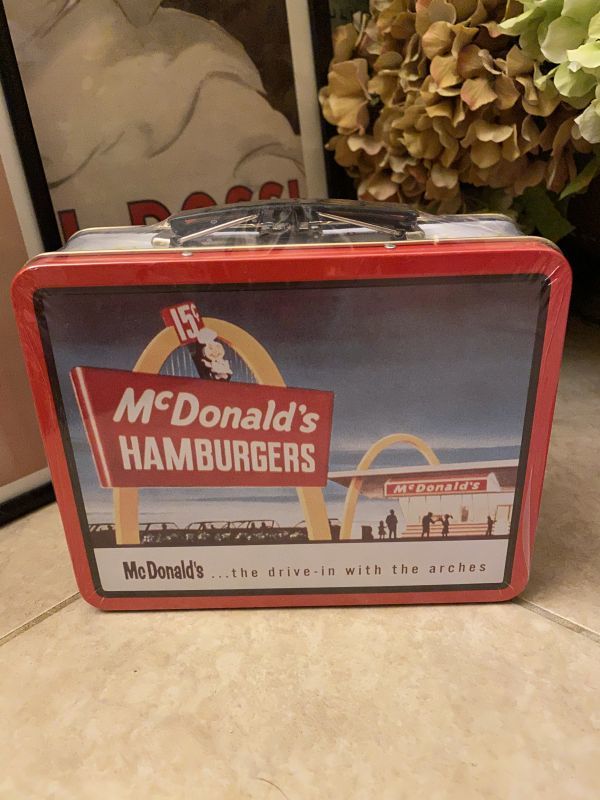 15¢
McDonald's
HAMBURGERS
McDonald's
McDonald's ...the drive-in with the arches